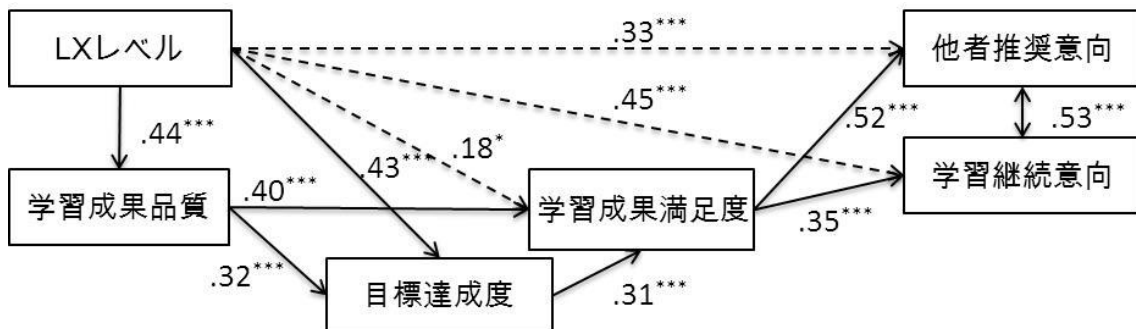 LXレベル
.33***
他者推奨意向
.45***
.52***
.53***
.44***
.18*
.43***
学習継続意向
学習成果品質
.40***
学習成果満足度
.35***
.32***
目標達成度
.31***